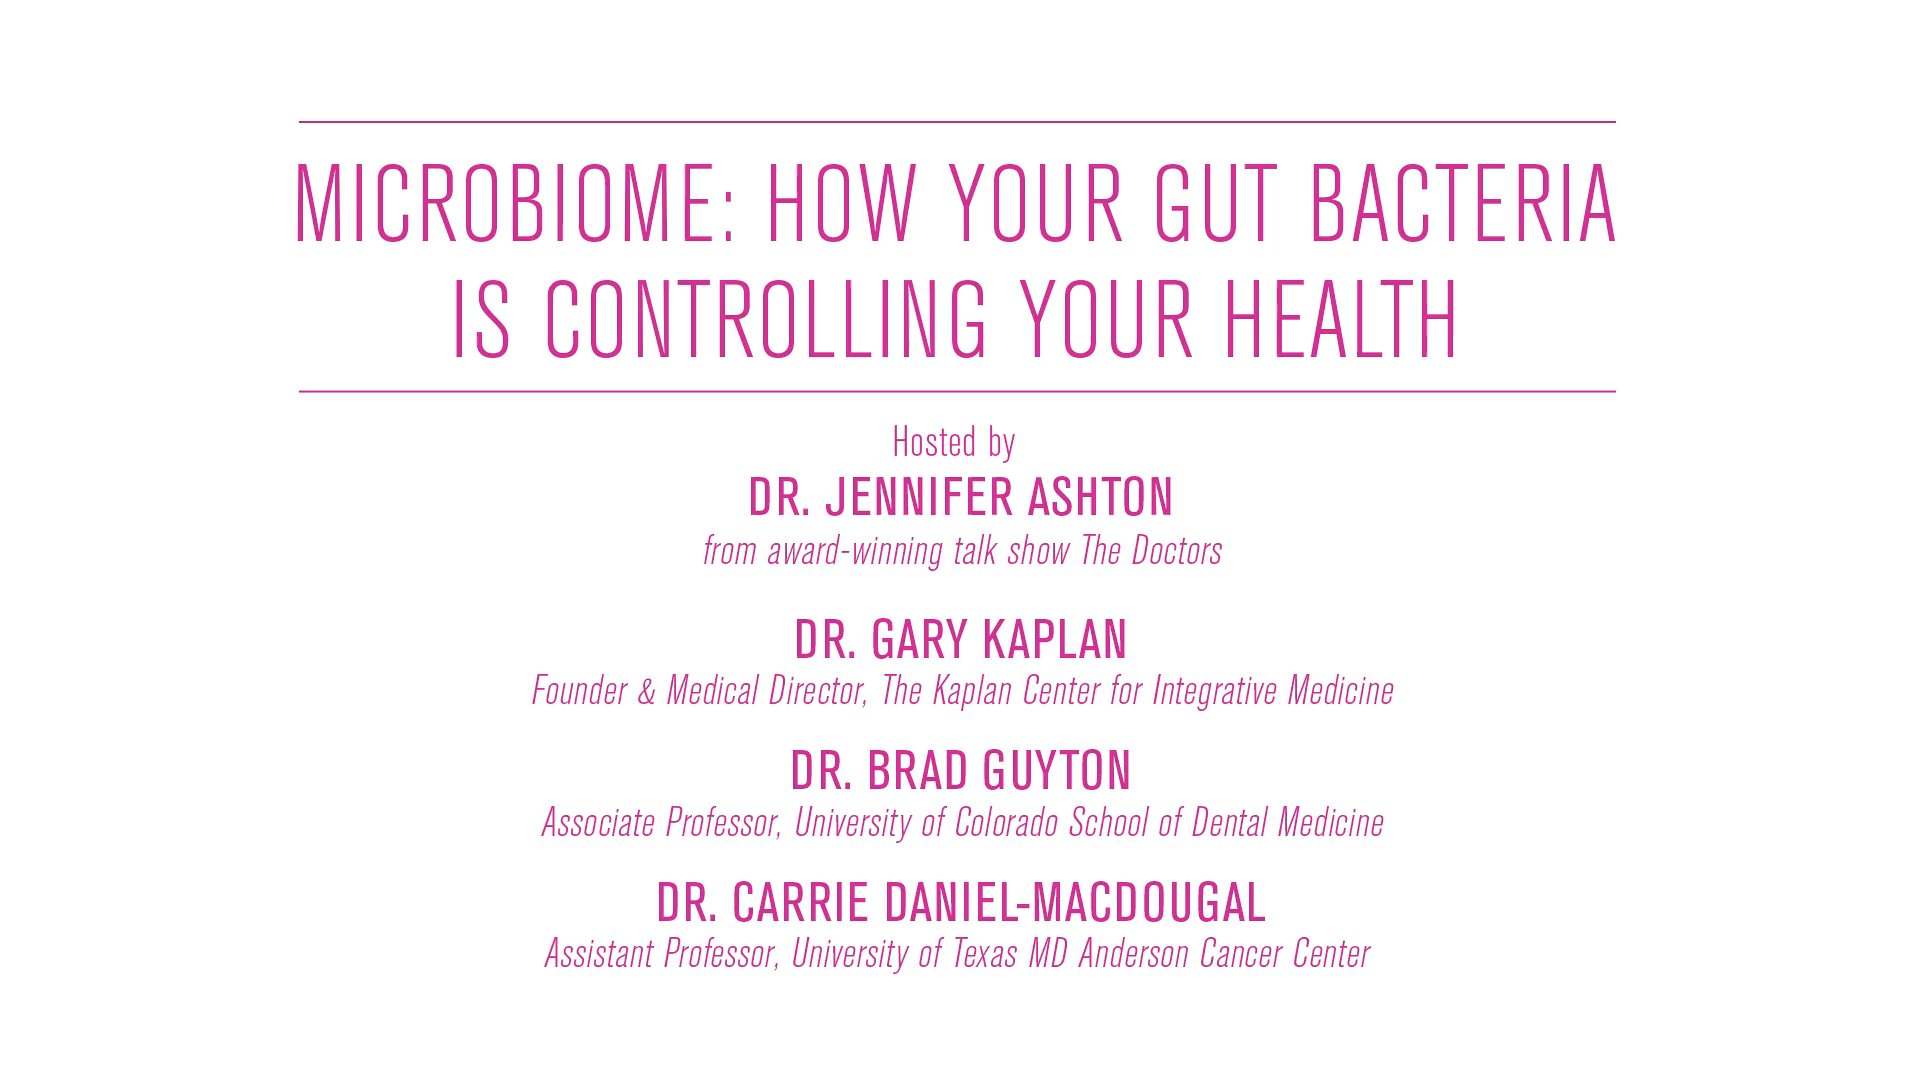 MICROBIOME: HOW YOUR GUT BACTERIA
IS CONTROLLING YOUR HEALTH
Hosted by
DR. JENNIFER ASHTON
from award-winning talk show The Doctors
DR. GARY KAPLAN
Founder & Medical Director, The Kaplan Center for Integrative Medicine
DR. BRAD GUYTON
Associate Professor, University of Colorado School of Dental Medicine
DR. CARRIE DANIEL-MACDOUGAL
Assistant Professor, University of Texas MD Anderson Cancer Center